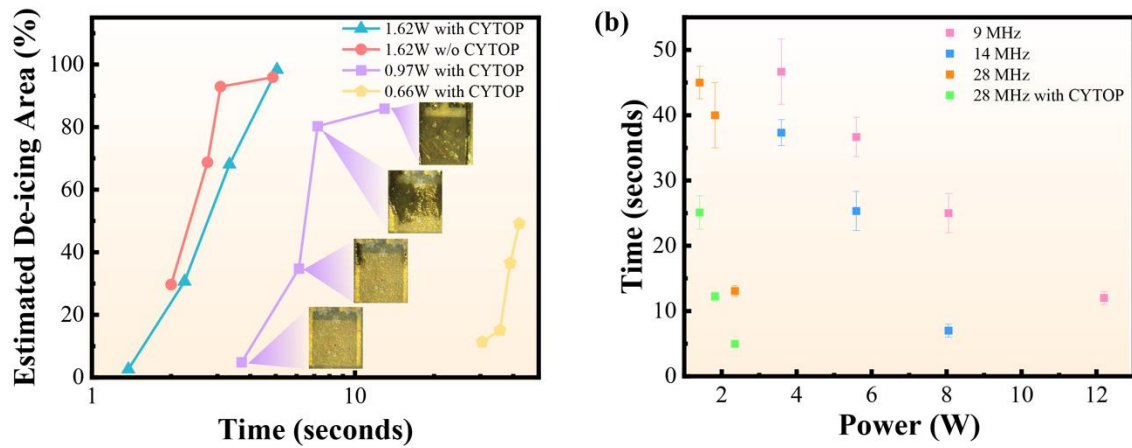 Estimated De-icing Area (%)
100
80
60
40
20
0
1.62W with CYTOP
1.62W w/o CYTOP
0.97W with CYTOP
0.66W with CYTOP
1
10
Time (seconds)
(b)
Time (seconds)
50
40
30
20
10
0
9 MHz
14 MHz
28 MHz
28 MHz with CYTOP
2
4
6
8
10
12
Power (W)